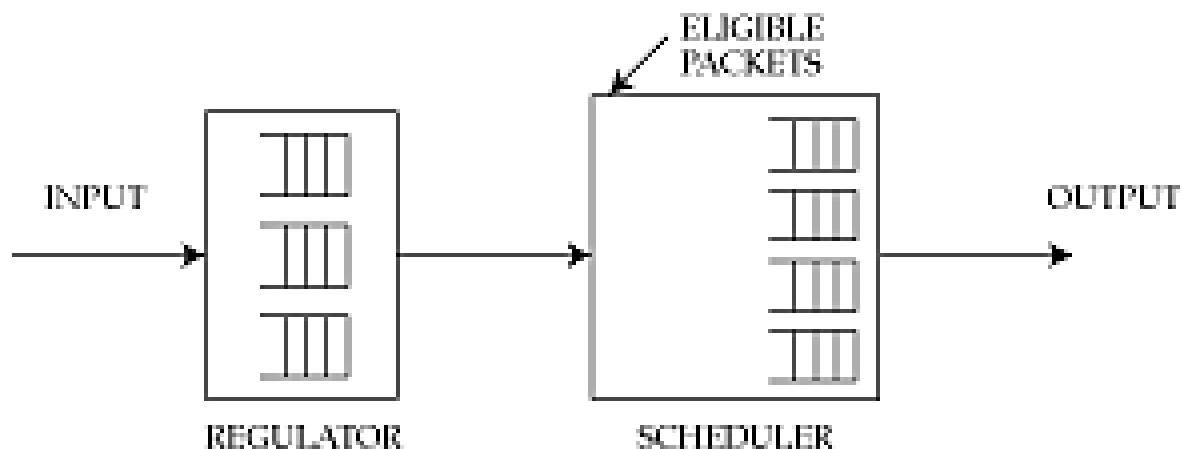 ELIGIBLE
PACKETS
INPUT
OUTPUT
REGULATOR
SCHEDULER